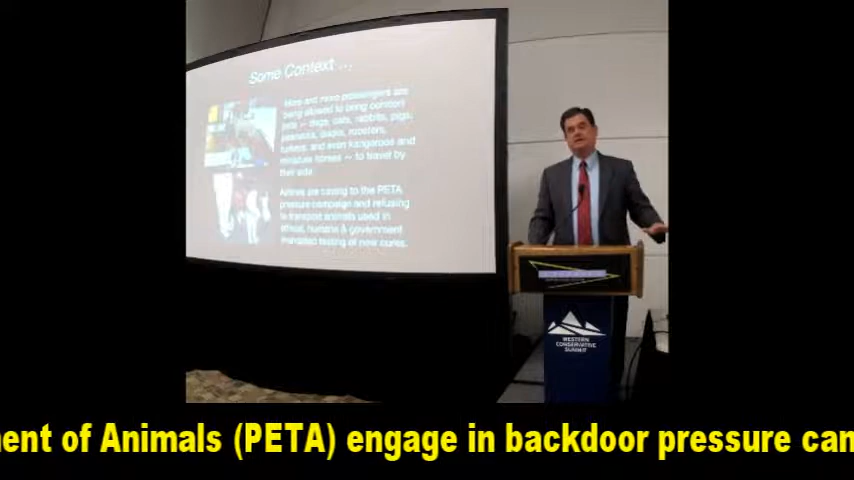 Some Context ...
More and more passengers are
being allowed to bring comfort
pets -- dogs, cats, rabbits, pigs,
peacocks, ducks, roosters,
turkeys, and even kangaroos and
miniature horses -- to travel by
their side.
Airlines are caving to the PETA
pressure campaign and refusing
to transport animals used in
ethical, humane & government
mandated testing of new cures.
WESTERN
CONSERVATIVE
SUMMIT
ent of Animals (PETA) engage in backdoor pressure cam